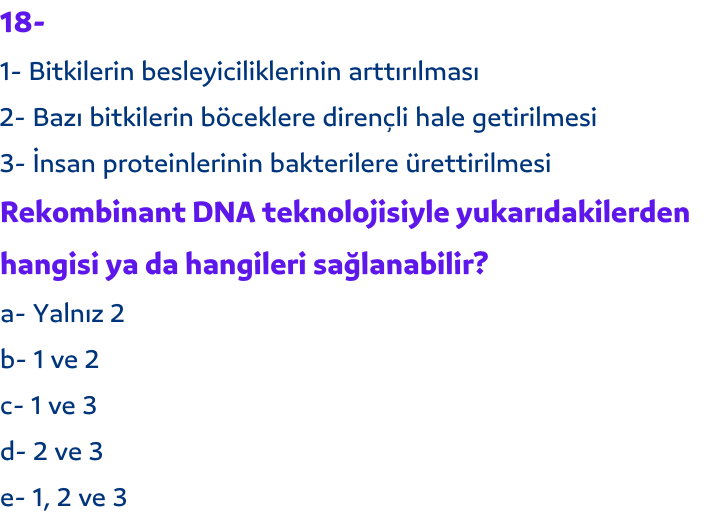 18-
1- Bitkilerin besleyiciliklerinin arttırılması
2- Bazı bitkilerin böceklere dirençli hale getirilmesi
3- İnsan proteinlerinin bakterilere ürettirilmesi
Rekombinant DNA teknolojisiyle yukarıdakilerden
hangisi ya da hangileri sağlanabilir?
a- Yalnız 2
b- 1 ve 2
c- 1 ve 3
d- 2 ve 3
e- 1, 2 ve 3